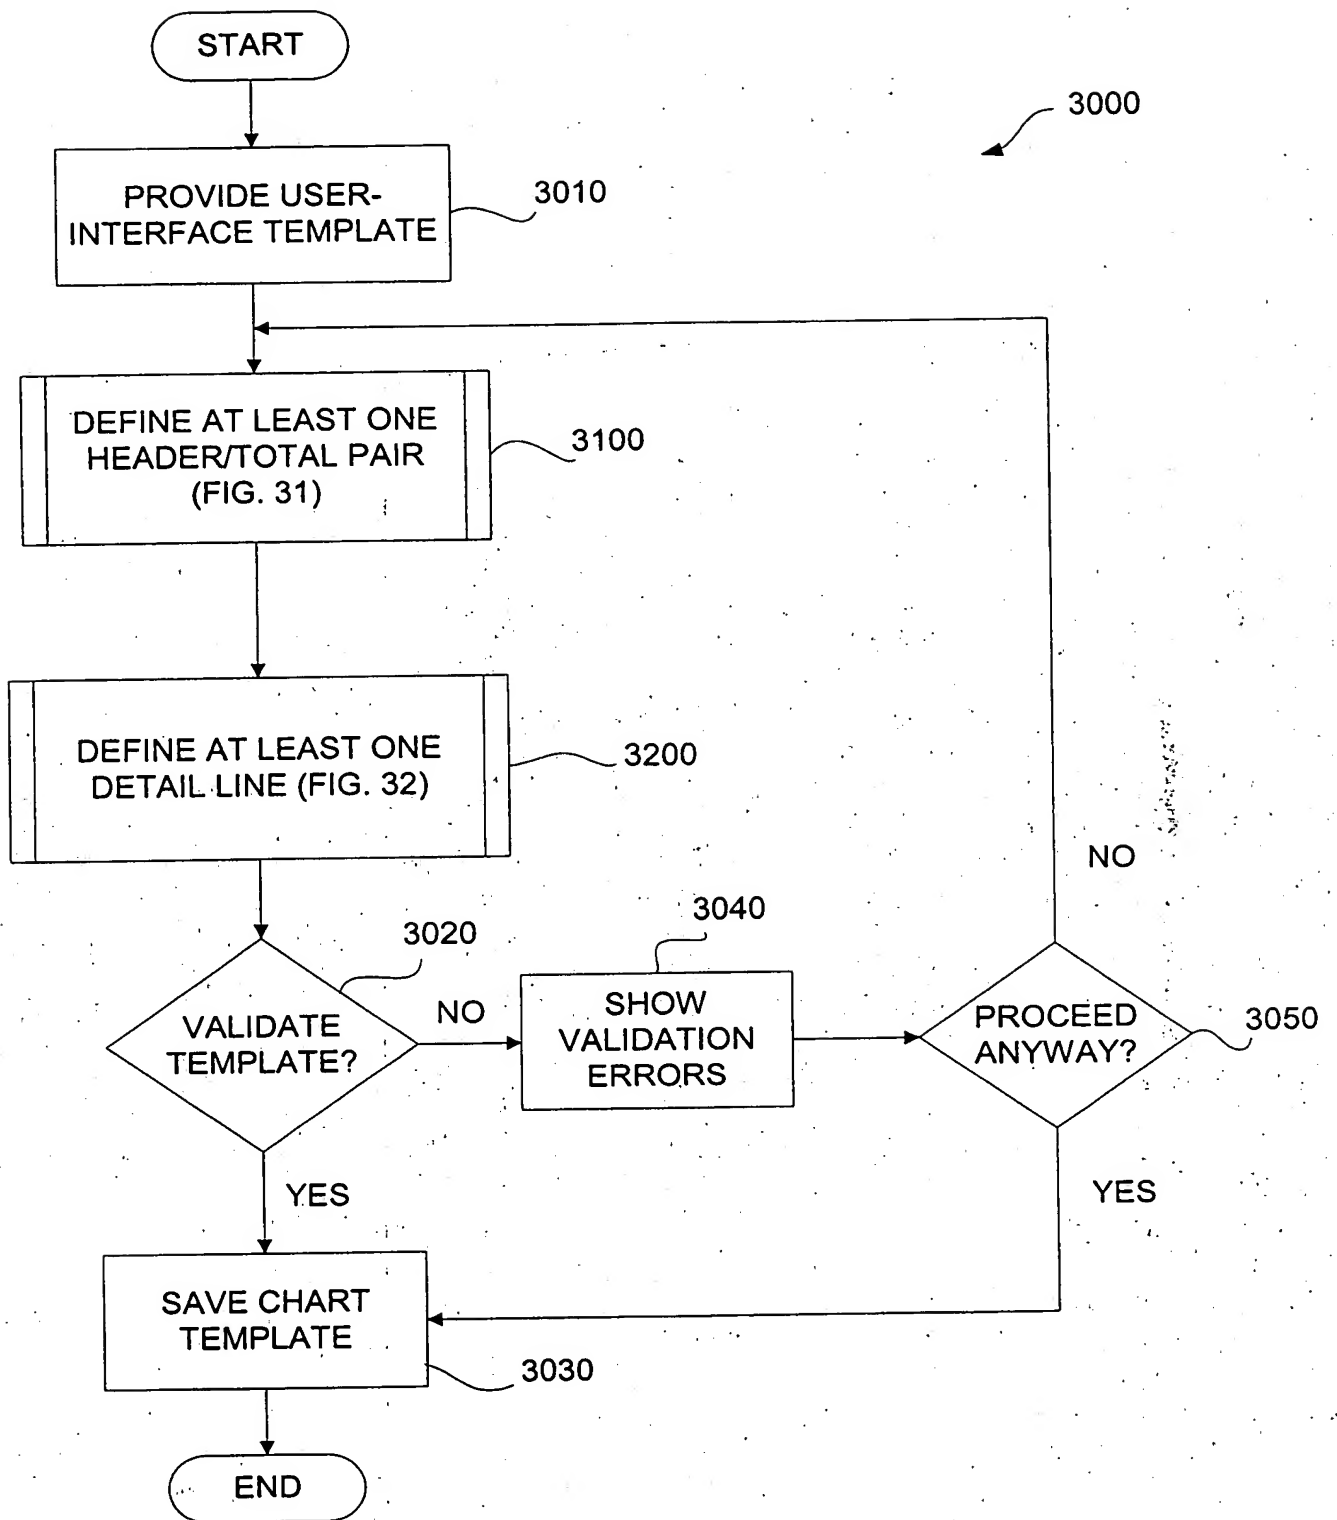 START
3000
PROVIDE USER-
INTERFACE TEMPLATE
3010
DEFINE AT LEAST ONE
HEADER/TOTAL PAIR
(FIG. 31)
3100
DEFINE AT LEAST ONE
DETAIL LINE (FIG. 32)
3200
NO
3020
VALIDATE
TEMPLATE?
NO
3040
SHOW
VALIDATION
ERRORS
PROCEED
ANYWAY?
3050
YES
YES
SAVE CHART
TEMPLATE
3030
END